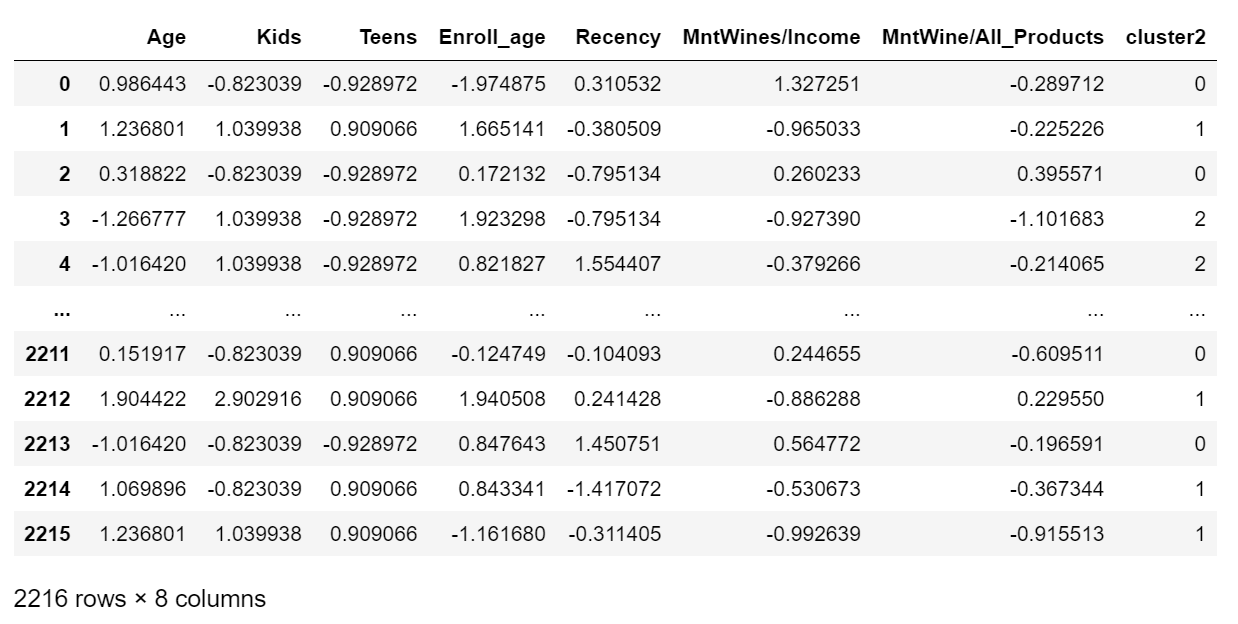 Age Kids Teens Enroll_age Recency MntWines/Income MntWine/All_Products cluster2
0 0.986443 -0.823039 -0.928972 -1.974875 0.310532 1.327251 -0.289712 0
1 1.236801 1.039938 0.909066 1.665141 -0.380509 -0.965033 -0.225226 1
2 0.318822 -0.823039 -0.928972 0.172132 -0.795134 0.260233 0.395571 0
3 -1.266777 1.039938 -0.928972 1.923298 -0.795134 -0.927390 -1.101683 2
4 -1.016420 1.039938 -0.928972 0.821827 1.554407 -0.379266 -0.214065 2
... ... ... ... ... ... ... ... ...
2211 0.151917 -0.823039 0.909066 -0.124749 -0.104093 0.244655 -0.609511 0
2212 1.904422 2.902916 0.909066 1.940508 0.241428 -0.886288 0.229550 1
2213 -1.016420 -0.823039 -0.928972 0.847643 1.450751 0.564772 -0.196591 0
2214 1.069896 -0.823039 0.909066 0.843341 -1.417072 -0.530673 -0.367344 1
2215 1.236801 1.039938 0.909066 -1.161680 -0.311405 -0.992639 -0.915513 1
2216 rows × 8 columns